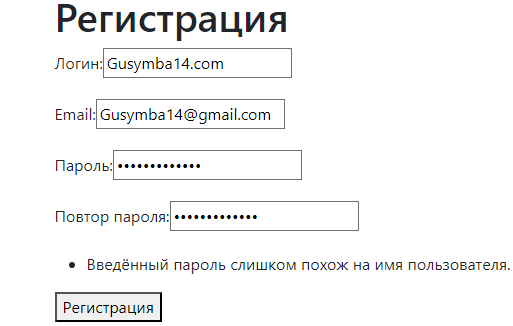 Регистрация
Логин: Gusymba14.com
Email: Gusymba14@gmail.com
Пароль: •••••••••••••
Повтор пароля: •••••••••••••
• Введённый пароль слишком похож на имя пользователя.
Регистрация